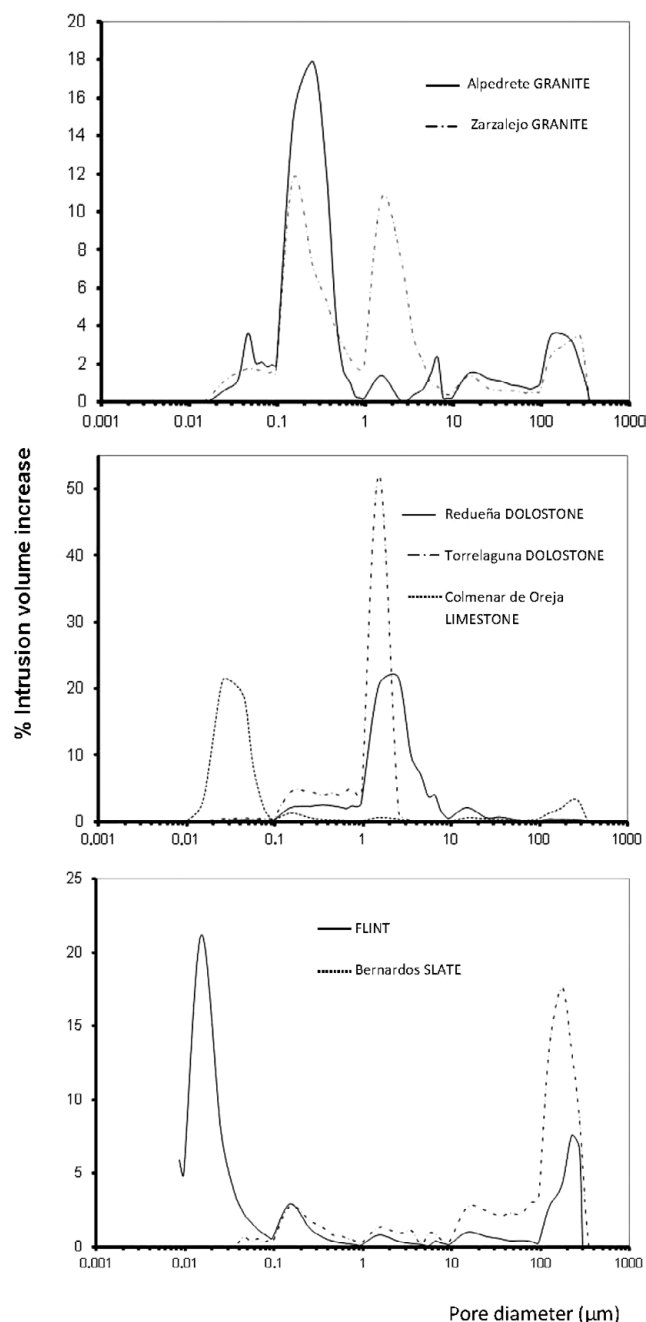 20
18
16
14
12
10
8
6
4
2
0
Alpedrete GRANITE
Zarzalejo GRANITE
0.001 0.01 0.1 1 10 100 1000
% Intrusion volume increase
50
40
30
20
10
0
Redueña DOLOSTONE
Torrelaguna DOLOSTONE
Colmenar de Oreja
LIMESTONE
0.001 0.01 0.1 1 10 100 1000
25
20
15
10
5
0
FLINT
Bernardos SLATE
0.001 0.01 0.1 1 10 100 1000
Pore diameter (µm)